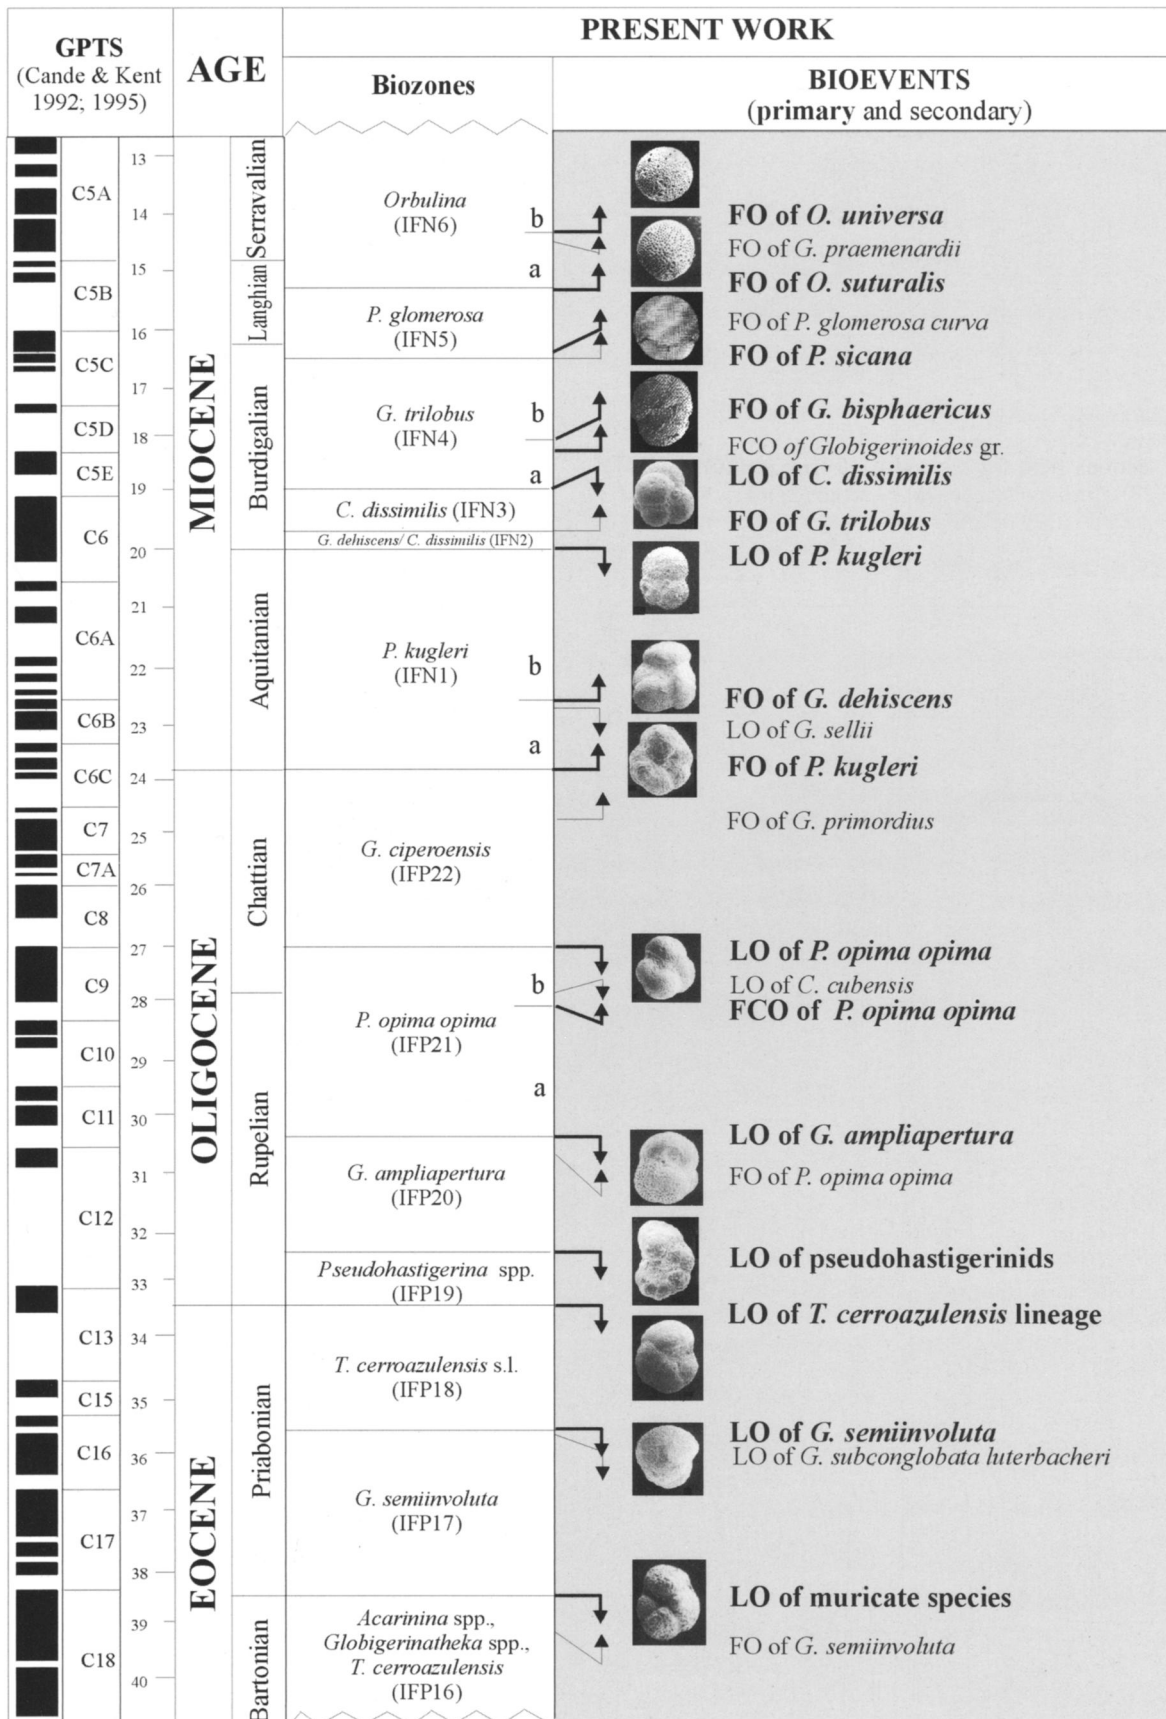 PRESENT WORK
GPTS
(Cande & Kent
1992; 1995)
AGE
Biozones
BIOEVENTS
(primary and secondary)
C5A
C5B
C5C
C5D
C5E
C6
C6A
C6B
C6C
C7
C7A
C8
C9
C10
C11
C12
C13
C15
C16
C17
C18
13
14
15
16
17
18
19
20
21
22
23
24
25
26
27
28
29
30
31
32
33
34
35
36
37
38
39
40
MIOCENE
OLIGOCENE
EOCENE
Serravalian
Langhian
Burdigalian
Aquitanian
Chattian
Rupelian
Priabonian
Bartonian
Orbulina
(IFN6)
b
a
P. glomerosa
(IFN5)
G. trilobus
(IFN4)
b
a
C. dissimilis (IFN3)
G. dehiscens/ C. dissimilis (IFN2)
P. kugleri
(IFN1)
b
a
G. ciperoensis
(IFP22)
P. opima opima
(IFP21)
b
a
G. ampliapertura
(IFP20)
Pseudohastigerina spp.
(IFP19)
T. cerroazulensis s.l.
(IFP18)
G. semiinvoluta
(IFP17)
Acarinina spp.,
Globigerinatheka spp.,
T. cerroazulensis
(IFP16)
FO of O. universa
FO of G. praemenardii
FO of O. suturalis
FO of P. glomerosa curva
FO of P. sicana
FO of G. bisphaericus
FCO of Globigerinoides gr.
LO of C. dissimilis
FO of G. trilobus
LO of P. kugleri
FO of G. dehiscens
LO of G. sellii
FO of P. kugleri
FO of G. primordius
LO of P. opima opima
LO of C. cubensis
FCO of P. opima opima
LO of G. ampliapertura
FO of P. opima opima
LO of pseudohastigerinids
LO of T. cerroazulensis lineage
LO of G. semiinvoluta
LO of G. subconglobata luterbacheri
LO of muricate species
FO of G. semiinvoluta